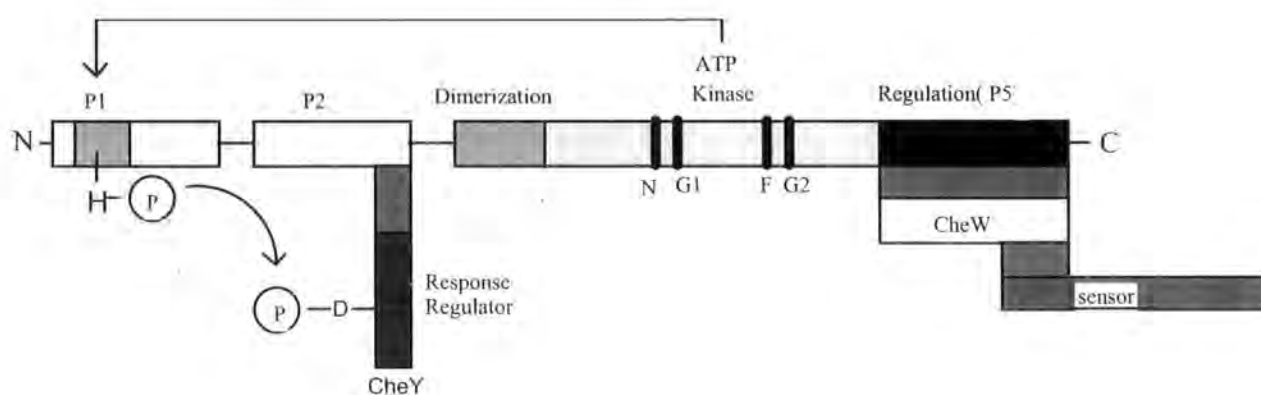 ATP
Kinase
P1
P2
Dimerization
Regulation( P5
N
C
N
G1
F
G2
H
P
CheW
P
D
Response
Regulator
sensor
CheY